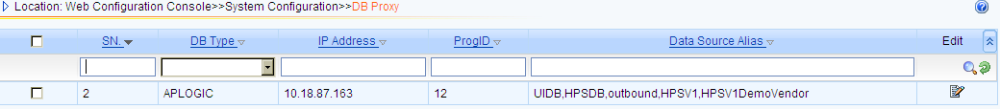 Location: Web Configuration Console>>System Configuration>>DB Proxy
SN. DB Type IP Address ProgID Data Source Alias Edit
2 APLOGIC 10.18.87.163 12 UIDB,HPSDB,outbound,HPSV1,HPSV1DemoVendor